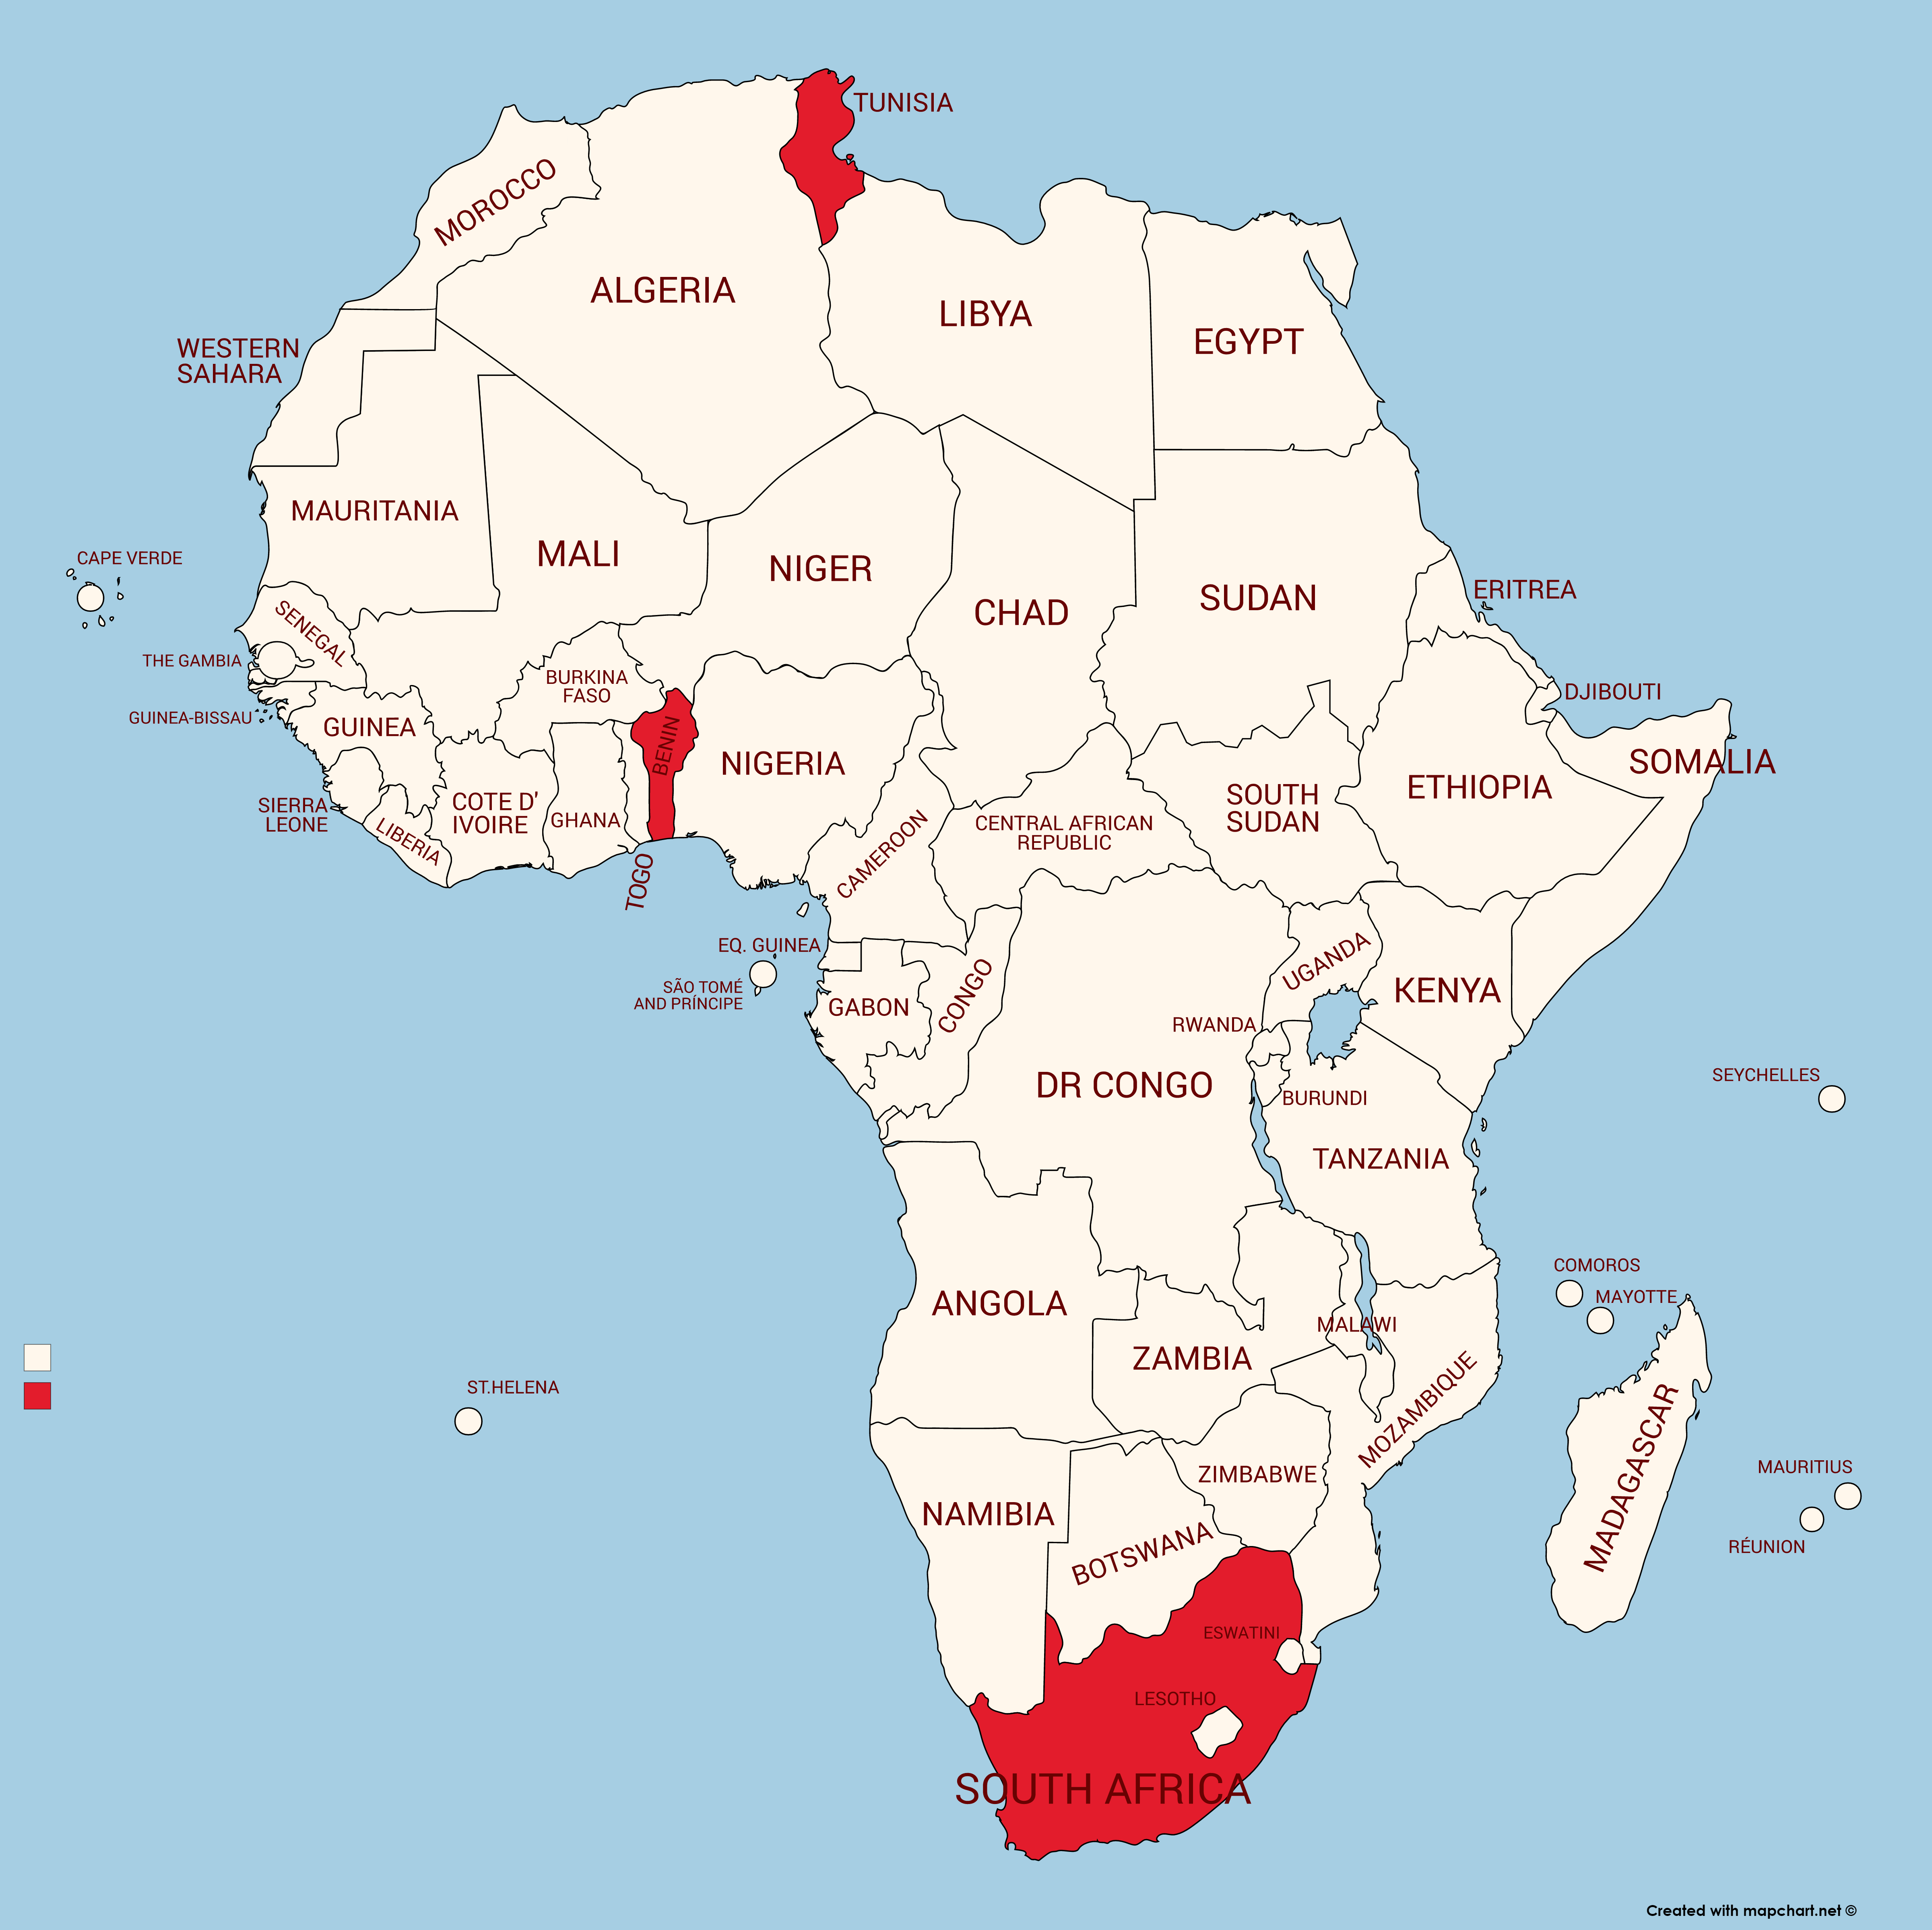 TUNISIA
MOROCCO
ALGERIA
LIBYA
EGYPT
WESTERN
SAHARA
MAURITANIA
MALI
NIGER
CHAD
SUDAN
ERITREA
CAPE VERDE
SENEGAL
THE GAMBIA
GUINEA-BISSAU
GUINEA
BURKINA
FASO
BENIN
NIGERIA
DJIBOUTI
SOMALIA
ETHIOPIA
SOUTH
SUDAN
SIERRA
LEONE
LIBERIA
COTE D'
IVOIRE
GHANA
TOGO
CAMEROON
CENTRAL AFRICAN
REPUBLIC
EQ. GUINEA
SÃO TOMÉ
AND PRÍNCIPE
GABON
CONGO
UGANDA
KENYA
RWANDA
DR CONGO
BURUNDI
SEYCHELLES
TANZANIA
COMOROS
MAYOTTE
ANGOLA
ZAMBIA
MALAWI
MOZAMBIQUE
MADAGASCAR
ST.HELENA
MAURITIUS
RÉUNION
ZIMBABWE
NAMIBIA
BOTSWANA
ESWATINI
LESOTHO
SOUTH AFRICA
Created with mapchart.net ©